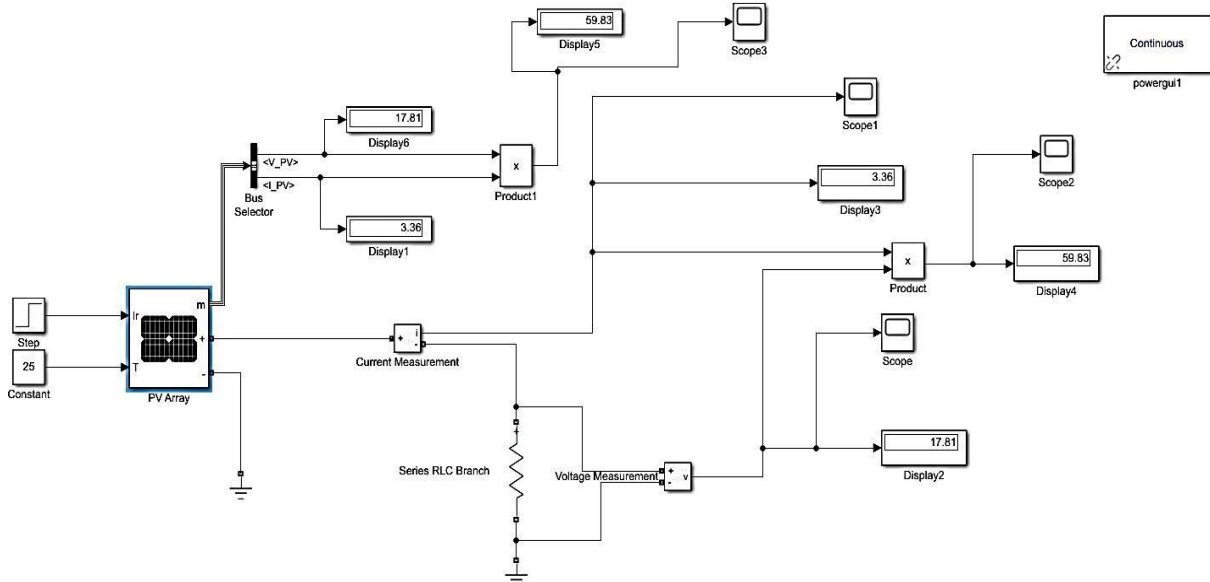 59.83
Display5
Scope3
Continuous
powergui1
17.81
Display6
Scope1
<V_PV>
<I_PV>
Bus
Selector
x
Product1
3.36
Display1
3.36
Display3
Scope2
x
Product
59.83
Display4
Ir
T
m
+
-
PV Array
Step
25
Constant
+
i
-
Current Measurement
Scope
17.81
Display2
+
Series RLC Branch
Voltage Measurement
+
-
v